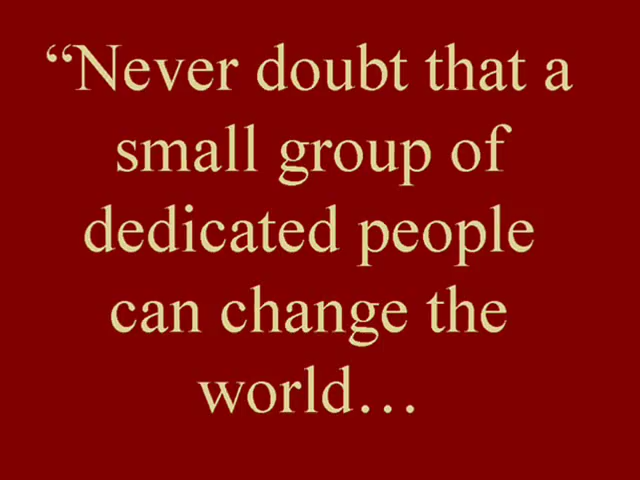 “Never doubt that a
small group of
dedicated people
can change the
world…